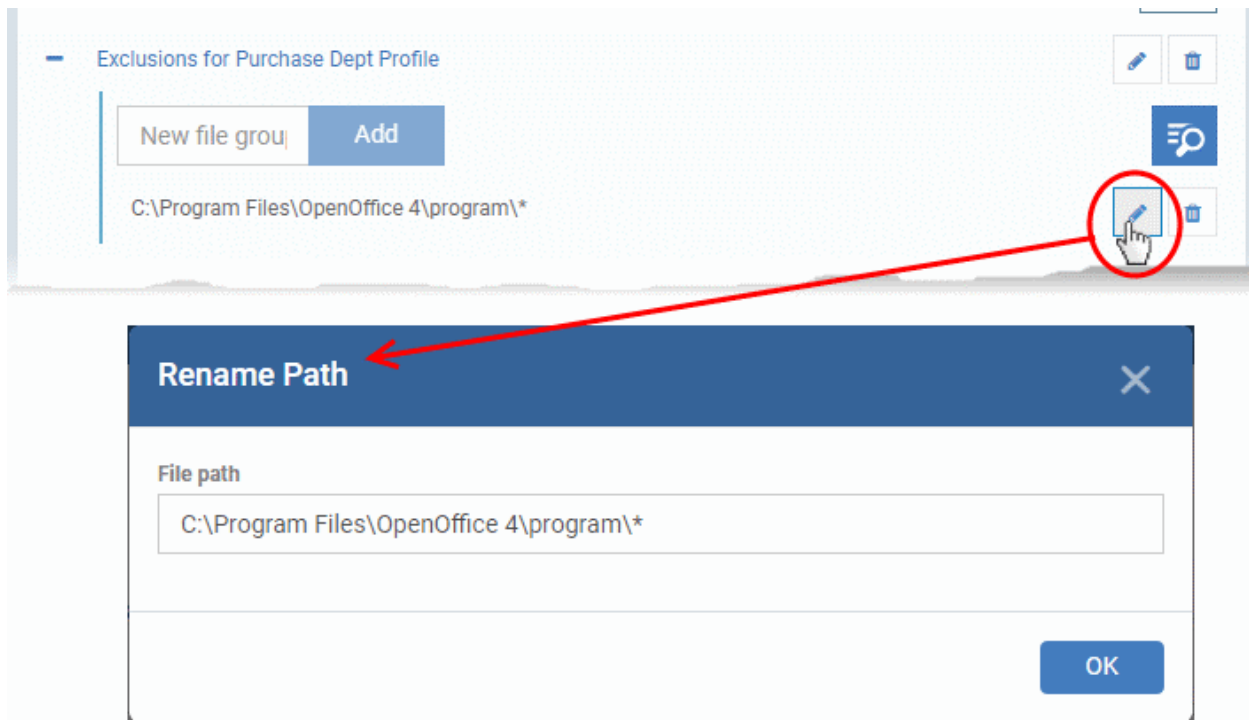 Exclusions for Purchase Dept Profile
New file grou
Add
C:\Program Files\OpenOffice 4\program\*
Rename Path
File path
C:\Program Files\OpenOffice 4\program\*
OK